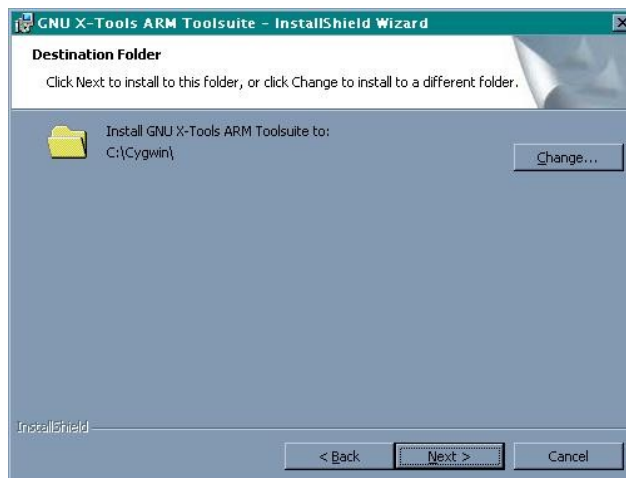 GNU X-Tools ARM Toolsuite - InstallShield Wizard
Destination Folder
Click Next to install to this folder, or click Change to install to a different folder.
Install GNU X-Tools ARM Toolsuite to:
C:\Cygwin\
Change...
InstallShield
< Back
Next >
Cancel